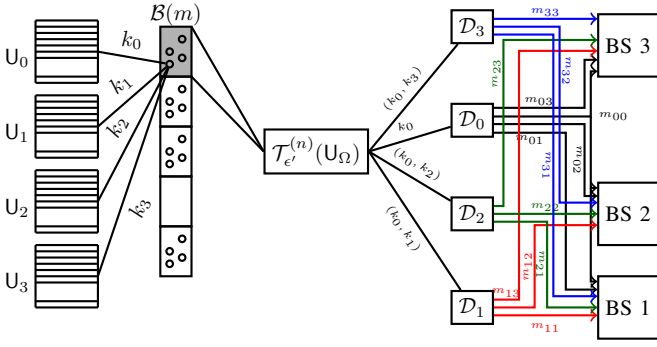 𝓑(m)
U₀
U₁
U₂
U₃
k₀
k₁
k₂
k₃
𝒯_{ϵ′}^{(n)}(U_Ω)
(k₀, k₃)
k₀
(k₀, k₂)
(k₀, k₁)
𝒟₃
𝒟₀
𝒟₂
𝒟₁
m₃₃
m₂₃
m₃₂
m₀₃
m₀₀
m₀₁
m₀₂
m₃₁
m₂₂
m₂₁
m₁₂
m₁₃
m₁₁
BS 3
BS 2
BS 1